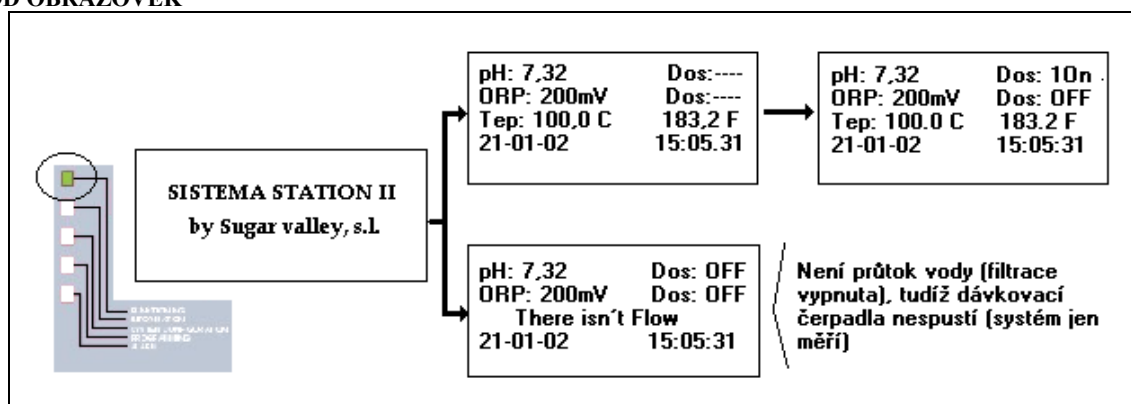 SISTEMA STATION II
by Sugar valley, s.l.
pH: 7,32 Dos:----
ORP: 200mV Dos:----
Tep: 100,0 C 183,2 F
21-01-02 15:05.31
pH: 7,32 Dos: 1On
ORP: 200mV Dos: OFF
Tep: 100.0 C 183.2 F
21-01-02 15:05:31
pH: 7,32 Dos: OFF
ORP: 200mV Dos: OFF
There isn´t Flow
21-01-02 15:05:31
Není průtok vody (filtrace
vypnuta), tudíž dávkovací
čerpadla nespustí (systém jen
měří)